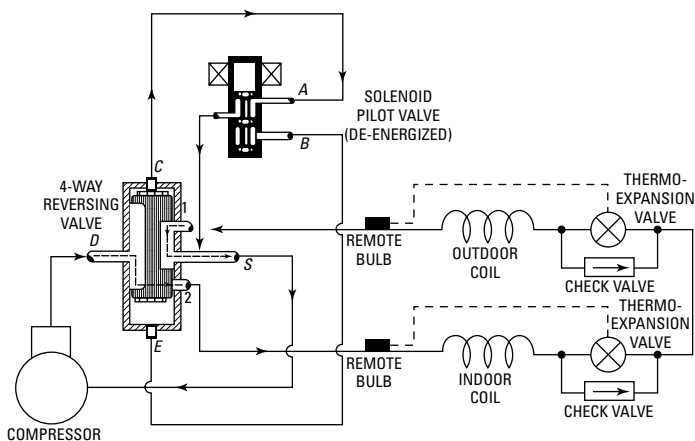 A
SOLENOID
PILOT VALVE
(DE-ENERGIZED)
B
C
4-WAY
REVERSING
VALVE
1
D
S
2
E
COMPRESSOR
REMOTE
BULB
OUTDOOR
COIL
THERMO-
EXPANSION
VALVE
CHECK VALVE
REMOTE
BULB
INDOOR
COIL
THERMO-
EXPANSION
VALVE
CHECK VALVE